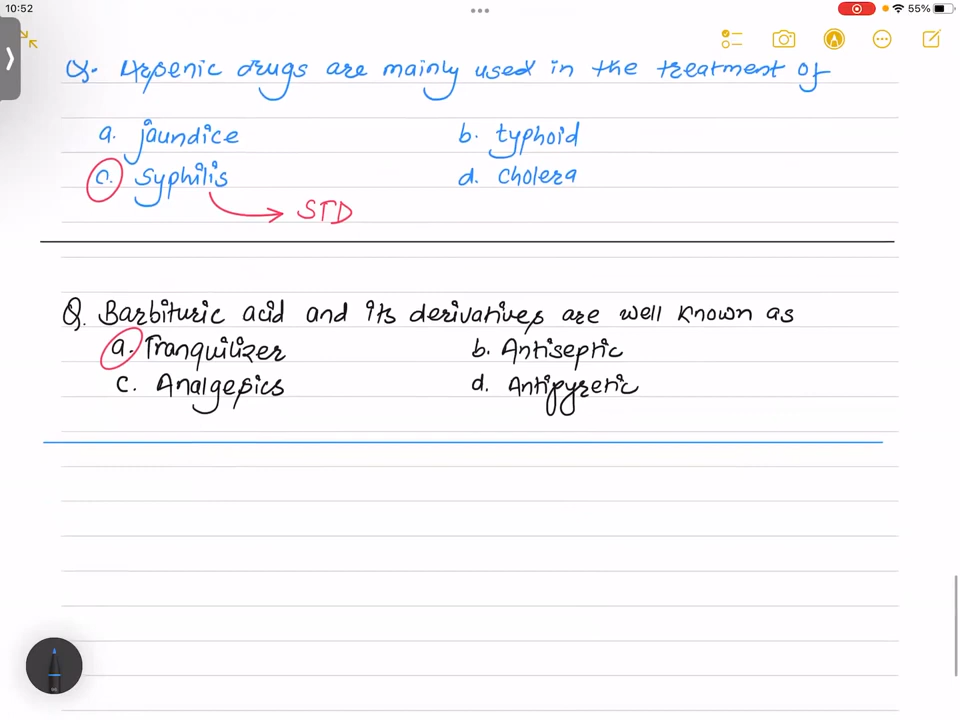 10:52
55%
Q. Arsenic drugs are mainly used in the treatment of
a. jaundice b. typhoid
c. syphilis d. cholera
STD
Q. Barbituric acid and its derivatives are well known as
a. Tranquilizer b. Antiseptic
c. Analgesics d. Antipyretic